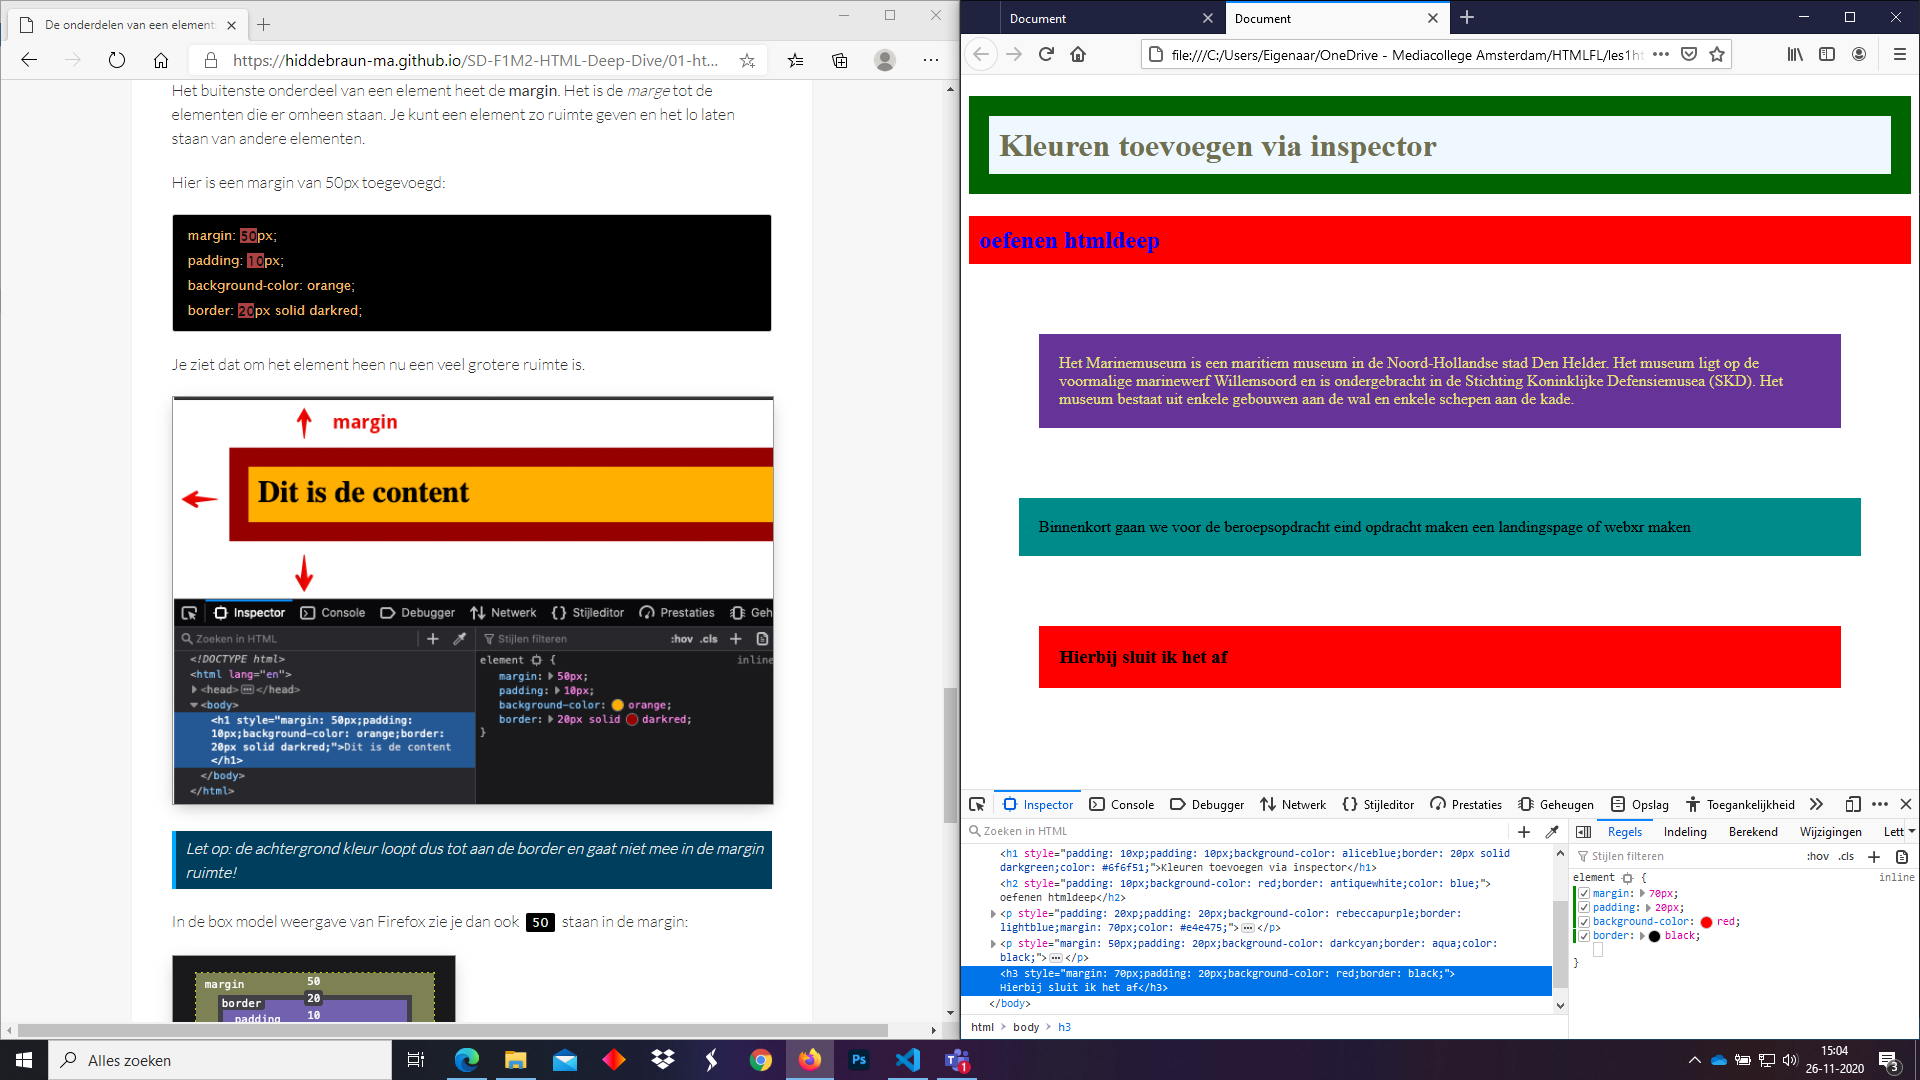 De onderdelen van een element
https://hiddebraun-ma.github.io/SD-F1M2-HTML-Deep-Dive/01-ht...
Het buitenste onderdeel van een element heet de margin. Het is de marge tot de
elementen die er omheen staan. Je kunt een element zo ruimte geven en het lo laten
staan van andere elementen.
Hier is een margin van 50px toegevoegd:
margin: 50px;
padding: 10px;
background-color: orange;
border: 20px solid darkred;
Je ziet dat om het element heen nu een veel grotere ruimte is.
margin
Dit is de content
Inspector Console Debugger Netwerk Stijleditor Prestaties Geh
Zoeken in HTML
Stijlen filteren :hov .cls
<!DOCTYPE html>
<html lang="en">
<head> </head>
<body>
<h1 style="margin: 50px;padding:
10px;background-color: orange;border:
20px solid darkred;">Dit is de content
</h1>
</body>
</html>
element { inline
margin: 50px;
padding: 10px;
background-color: orange;
border: 20px solid darkred;
}
Let op: de achtergrond kleur loopt dus tot aan de border en gaat niet mee in de margin
ruimte!
In de box model weergave van Firefox zie je dan ook 50 staan in de margin:
margin 50
border 20
padding 10
Document
Document
file:///C:/Users/Eigenaar/OneDrive - Mediacollege Amsterdam/HTMLFL/les1ht
Kleuren toevoegen via inspector
oefenen htmldeep
Het Marinemuseum is een maritiem museum in de Noord-Hollandse stad Den Helder. Het museum ligt op de
voormalige marinewerf Willemsoord en is ondergebracht in de Stichting Koninklijke Defensiemusea (SKD). Het
museum bestaat uit enkele gebouwen aan de wal en enkele schepen aan de kade.
Binnenkort gaan we voor de beroepsopdracht eind opdracht maken een landingspage of webxr maken
Hierbij sluit ik het af
Inspector Console Debugger Netwerk Stijleditor Prestaties Geheugen Opslag Toegankelijkheid
Zoeken in HTML
Regels Indeling Berekend Wijzigingen Lett
Stijlen filteren :hov .cls
<h1 style="padding: 10xp;padding: 10px;background-color: aliceblue;border: 20px solid
darkgreen;color: #6f6f51;">Kleuren toevoegen via inspector</h1>
<h2 style="padding: 10px;background-color: red;border: antiquewhite;color: blue;">
oefenen htmldeep</h2>
<p style="padding: 20xp;padding: 20px;background-color: rebeccapurple;border:
lightblue;margin: 70px;color: #e4e475;"> </p>
<p style="margin: 50px;padding: 20px;background-color: darkcyan;border: aqua;color:
black;"> </p>
<h3 style="margin: 70px;padding: 20px;background-color: red;border: black;">
Hierbij sluit ik het af</h3>
</body>
html body h3
element { inline
margin: 70px;
padding: 20px;
background-color: red;
border: black;
}
Alles zoeken
Ps
1
15:04
26-11-2020
3